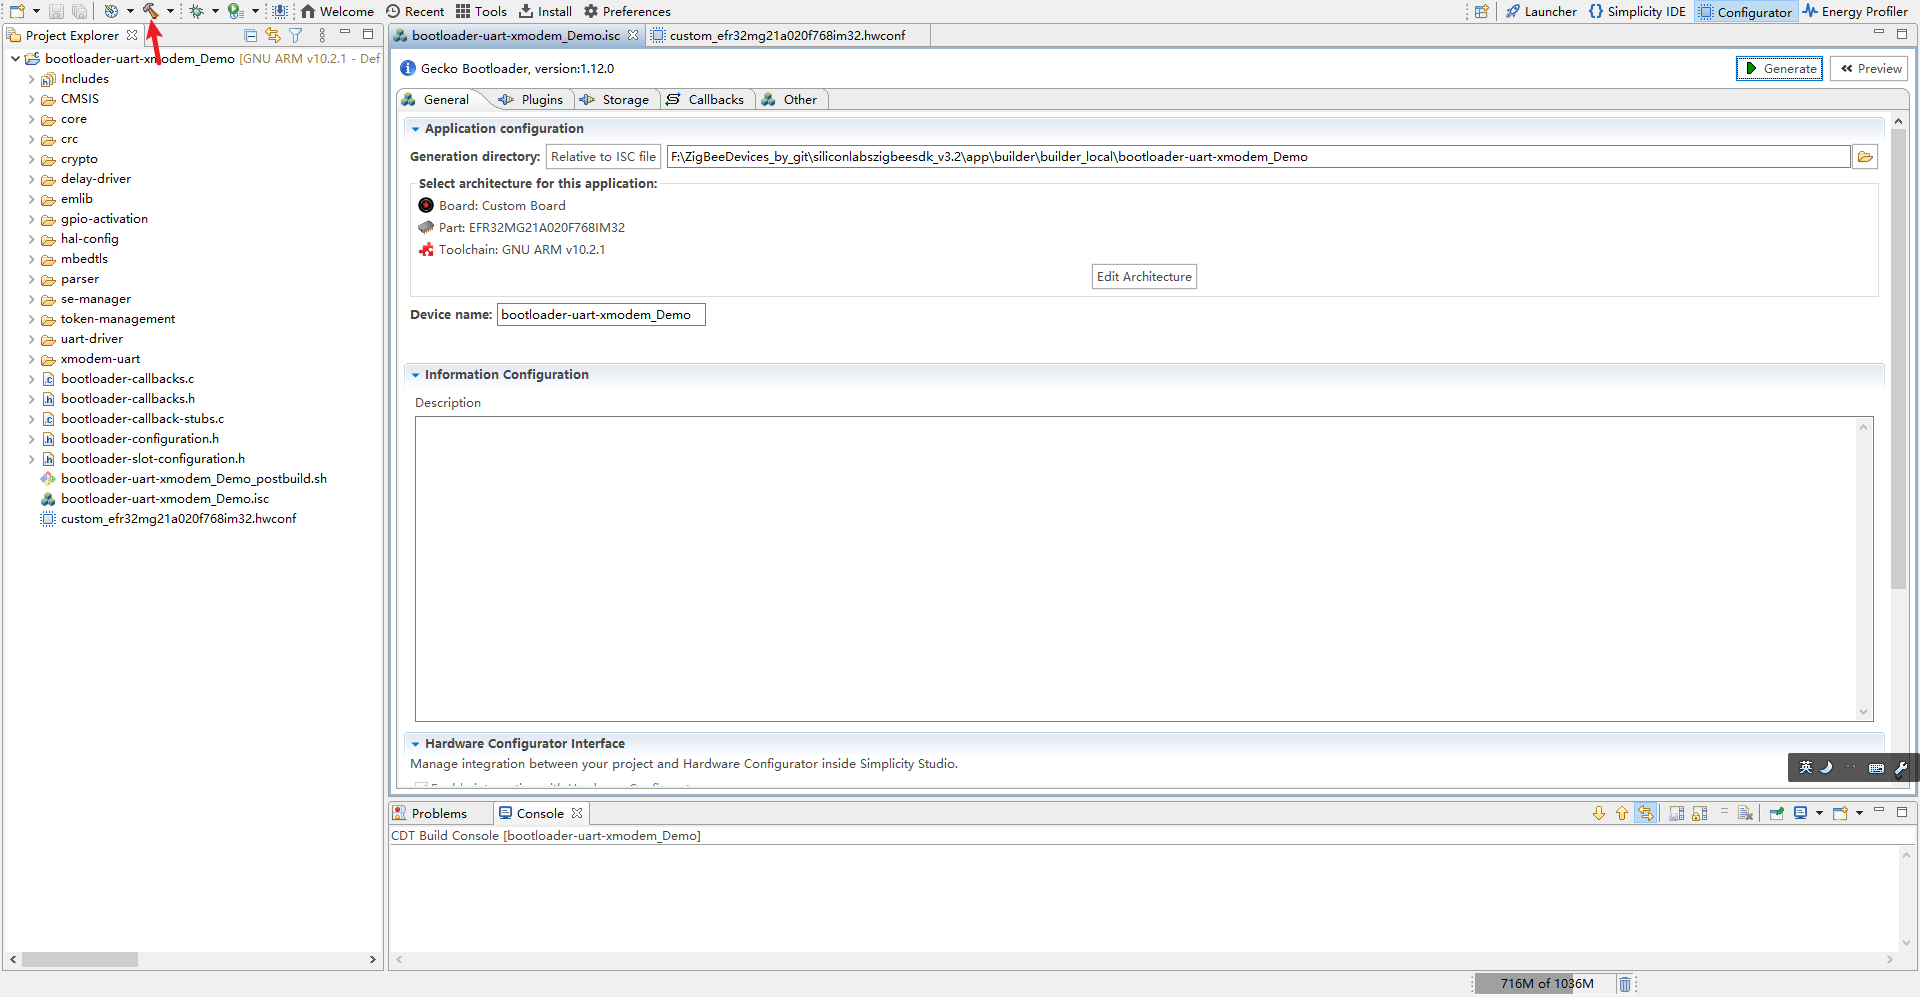 Welcome Recent Tools Install Preferences Launcher Simplicity IDE Configurator Energy Profiler
Project Explorer
bootloader-uart-xmodem_Demo [GNU ARM v10.2.1 - Def
Includes
CMSIS
core
crc
crypto
delay-driver
emlib
gpio-activation
hal-config
mbedtls
parser
se-manager
token-management
uart-driver
xmodem-uart
bootloader-callbacks.c
bootloader-callbacks.h
bootloader-callback-stubs.c
bootloader-configuration.h
bootloader-slot-configuration.h
bootloader-uart-xmodem_Demo_postbuild.sh
bootloader-uart-xmodem_Demo.isc
custom_efr32mg21a020f768im32.hwconf
bootloader-uart-xmodem_Demo.isc custom_efr32mg21a020f768im32.hwconf
Gecko Bootloader, version:1.12.0 Generate Preview
General Plugins Storage Callbacks Other
Application configuration
Generation directory: Relative to ISC file F:\ZigBeeDevices_by_git\siliconlabszigbeesdk_v3.2\app\builder\builder_local\bootloader-uart-xmodem_Demo
Select architecture for this application:
Board: Custom Board
Part: EFR32MG21A020F768IM32
Toolchain: GNU ARM v10.2.1
Edit Architecture
Device name: bootloader-uart-xmodem_Demo
Information Configuration
Description
Hardware Configurator Interface
Manage integration between your project and Hardware Configurator inside Simplicity Studio.
英
Problems Console
CDT Build Console [bootloader-uart-xmodem_Demo]
716M of 1036M